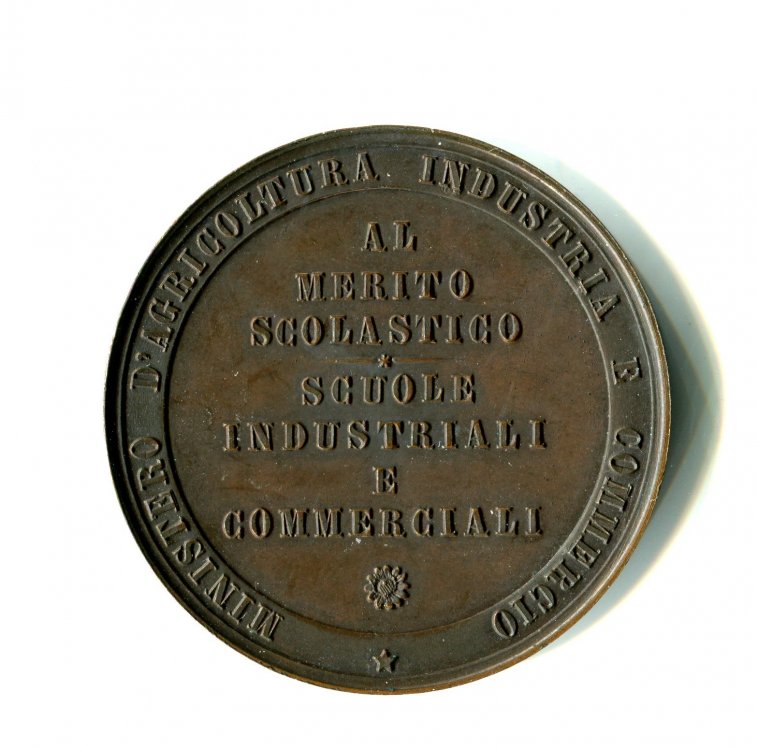 MINISTERO D'AGRICOLTURA INDUSTRIA E COMMERCIO
AL
MERITO
SCOLASTICO
*
SCUOLE
INDUSTRIALI
E
COMMERCIALI